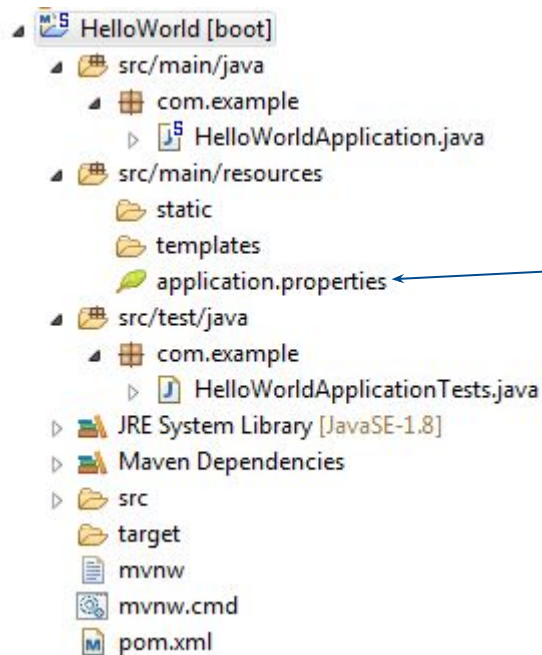 HelloWorld [boot]
src/main/java
com.example
HelloWorldApplication.java
src/main/resources
static
templates
application.properties
src/test/java
com.example
HelloWorldApplicationTests.java
JRE System Library [JavaSE-1.8]
Maven Dependencies
src
target
mvnw
mvnw.cmd
pom.xml